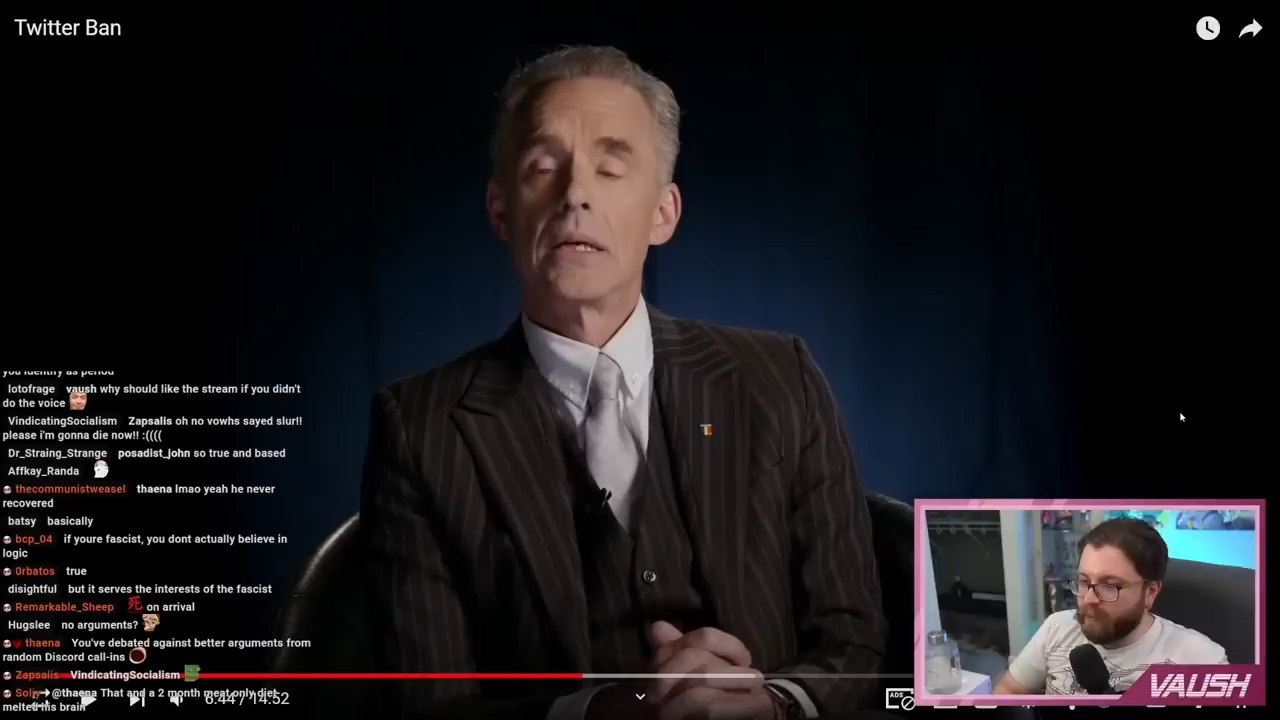 Twitter Ban
you identify as period
lotofrage vaush why should like the stream if you didn't
do the voice
VindicatingSocialism Zapsalis oh no vowhs sayed slur!!
please i'm gonna die now!! :((((
Dr_Straing_Strange posadist_john so true and based
Affkay_Randa
thecommunistweasel thaena lmao yeah he never
recovered
batsy basically
bcp_04 if youre fascist, you dont actually believe in
logic
0rbatos true
disightful but it serves the interests of the fascist
Remarkable_Sheep 死 on arrival
Hugslee no arguments?
thaena You've debated against better arguments from
random Discord call-ins
Zapsalis VindicatingSocialism
@thaena That and a 2 month meat only diet
melted his brain
6:44 / 14:52
ADS
VAUSH